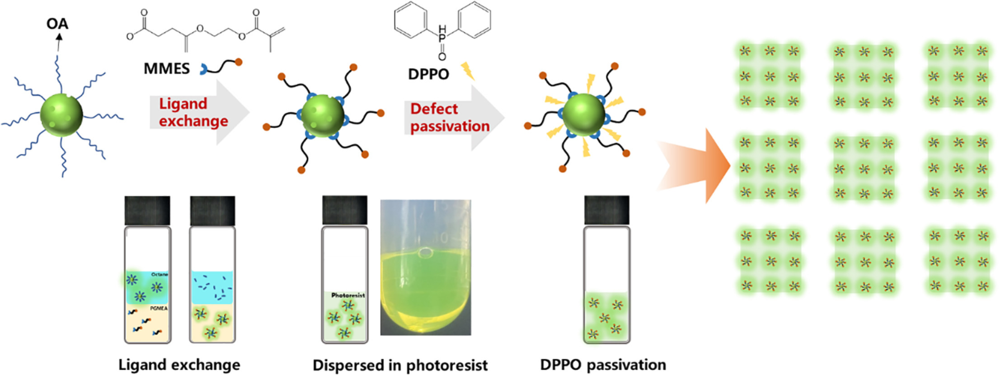 OA
O
O
O
O
O
MMES
Ligand
exchange
H
P
O
DPPO
Defect
passivation
Octane
PGMEA
Photoresist
Ligand exchange
Dispersed in photoresist
DPPO passivation